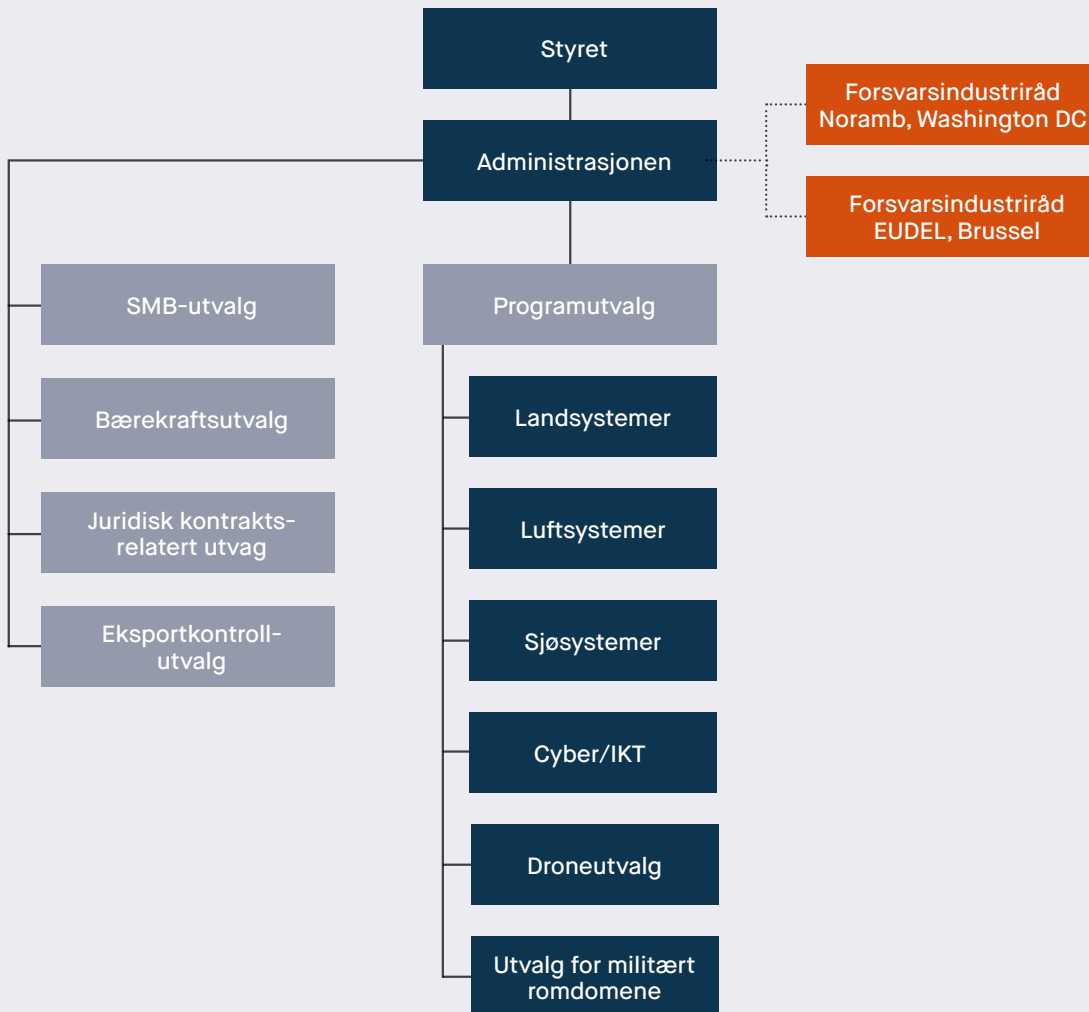 Styret
Administrasjonen
Forsvarsindustriråd
Noramb, Washington DC
Forsvarsindustriråd
EUDEL, Brussel
SMB-utvalg
Bærekraftsutvalg
Juridisk kontrakts-
relatert utvag
Eksportkontroll-
utvalg
Programutvalg
Landsystemer
Luftsystemer
Sjøsystemer
Cyber/IKT
Droneutvalg
Utvalg for militært
romdomene